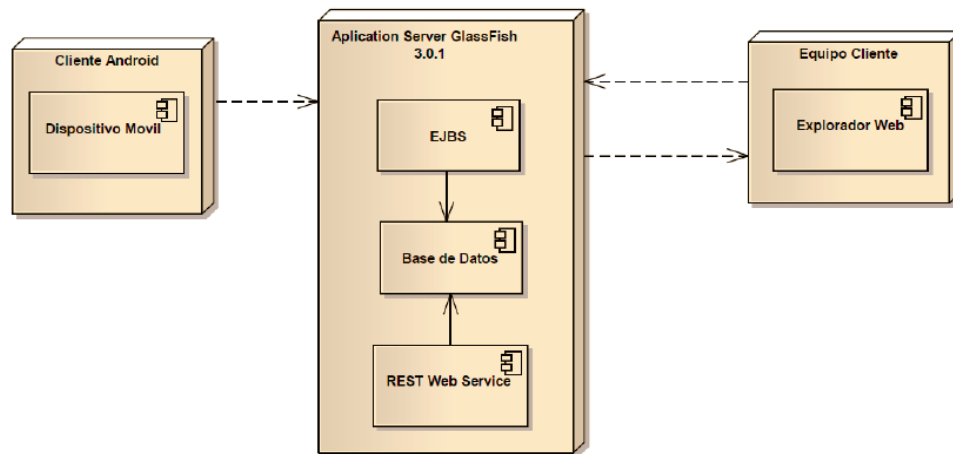 Cliente Android
Dispositivo Movil
Aplication Server GlassFish
3.0.1
EJBS
Base de Datos
REST Web Service
Equipo Cliente
Explorador Web